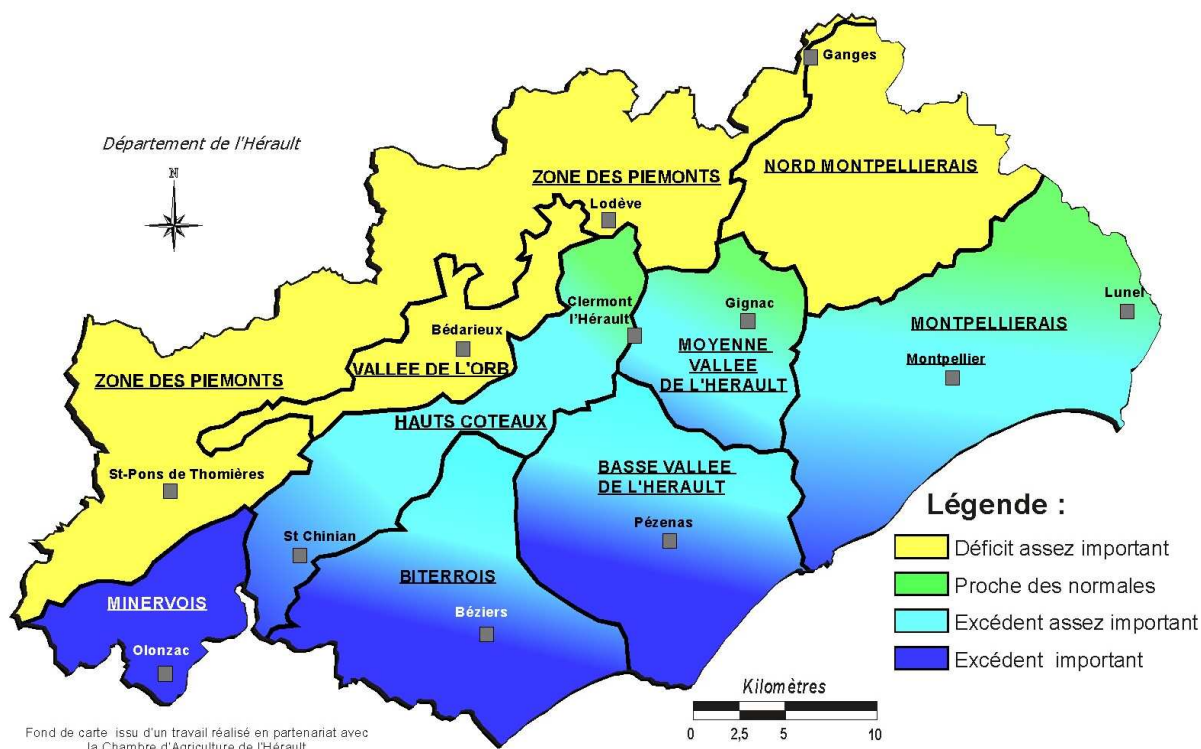 Ganges
Département de l'Hérault
N
NORD MONTPELLIERAIS
ZONE DES PIEMONTS
Lodève
Clermont
l'Hérault
Gignac
Lunel
MONTPELLIERAIS
Montpellier
Bédarieux
MOYENNE
VALLEE
DE L'HERAULT
VALLEE DE L'ORB
ZONE DES PIEMONTS
HAUTS COTEAUX
St-Pons de Thomières
BASSE VALLEE
DE L'HERAULT
Pézenas
St Chinian
BITERROIS
Béziers
MINERVOIS
Olonzac
Légende :
Déficit assez important
Proche des normales
Excédent assez important
Excédent important
Kilomètres
0 2,5 5 10
Fond de carte issu d'un travail réalisé en partenariat avec
la Chambre d'Agriculture de l'Hérault